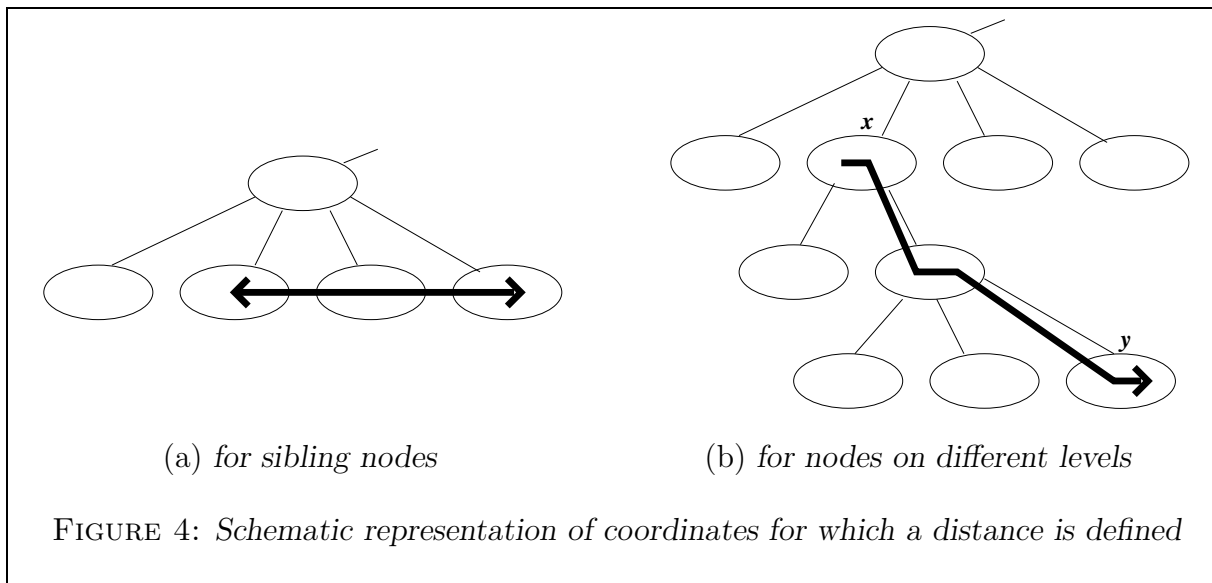 x
y
(a) for sibling nodes
(b) for nodes on different levels
FIGURE 4: Schematic representation of coordinates for which a distance is defined